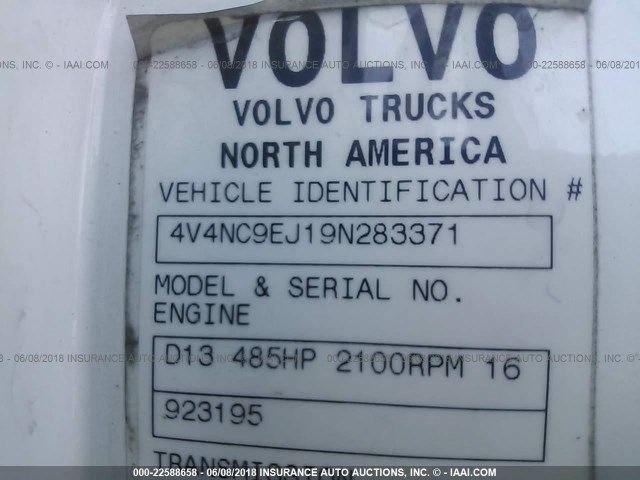 VOLVO
VOLVO TRUCKS
NORTH AMERICA
VEHICLE IDENTIFICATION #
4V4NC9EJ19N283371
MODEL & SERIAL NO.
ENGINE
D13 485HP 2100RPM 16
923195
TRANSMISSION
000-22588658 - 06/08/2018 INSURANCE AUTO AUCTIONS, INC. © - IAAI.COM